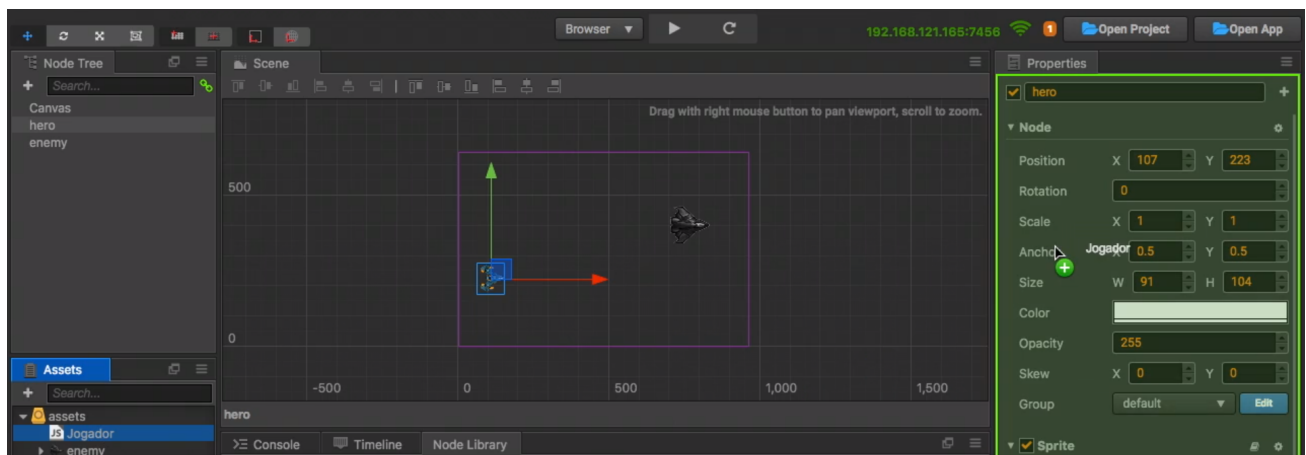 Browser
192.168.121.165:7456
1
Open Project
Open App
Node Tree
Search...
Canvas
hero
enemy
Assets
Search...
assets
JS Jogador
enemy
Scene
Drag with right mouse button to pan viewport, scroll to zoom.
500
0
-500 0 500 1,000 1,500
hero
Console Timeline Node Library
Properties
hero
Node
Position X 107 Y 223
Rotation 0
Scale X 1 Y 1
Anchor X 0.5 Y 0.5
Jogador
Size W 91 H 104
Color
Opacity 255
Skew X 0 Y 0
Group default Edit
Sprite